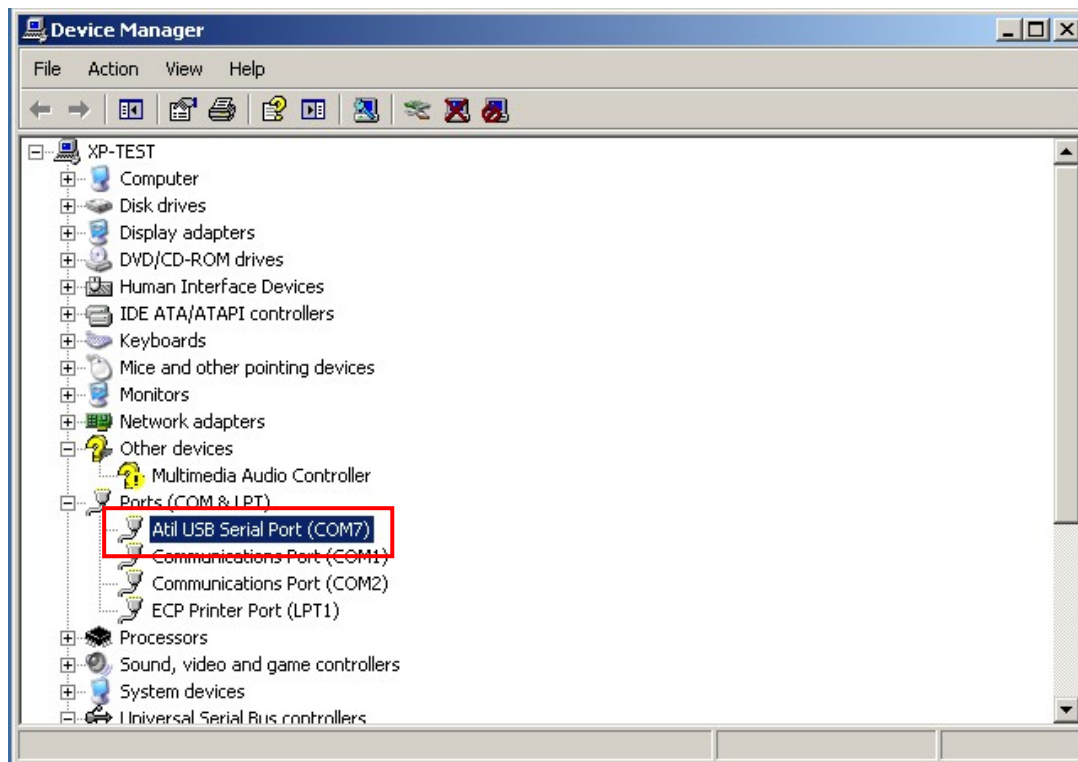 Device Manager
File Action View Help
XP-TEST
Computer
Disk drives
Display adapters
DVD/CD-ROM drives
Human Interface Devices
IDE ATA/ATAPI controllers
Keyboards
Mice and other pointing devices
Monitors
Network adapters
Other devices
Multimedia Audio Controller
Ports (COM & LPT)
Atil USB Serial Port (COM7)
Communications Port (COM1)
Communications Port (COM2)
ECP Printer Port (LPT1)
Processors
Sound, video and game controllers
System devices
Universal Serial Bus controllers